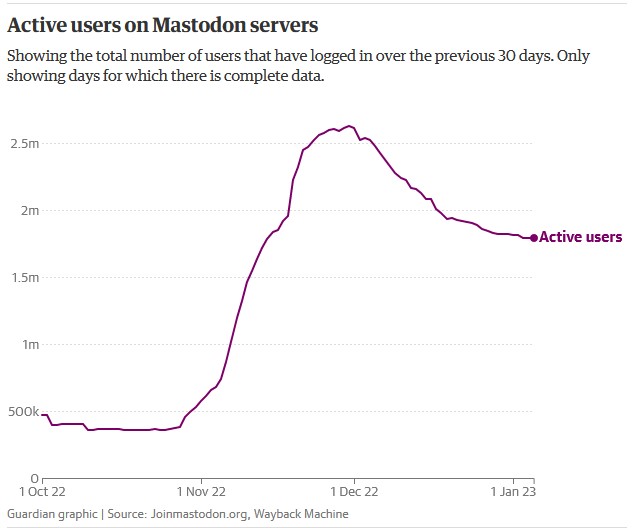 Active users on Mastodon servers
Showing the total number of users that have logged in over the previous 30 days. Only
showing days for which there is complete data.
2.5m
2m
Active users
1.5m
1m
500k
0
1 Oct 22
1 Nov 22
1 Dec 22
1 Jan 23
Guardian graphic | Source: Joinmastodon.org, Wayback Machine